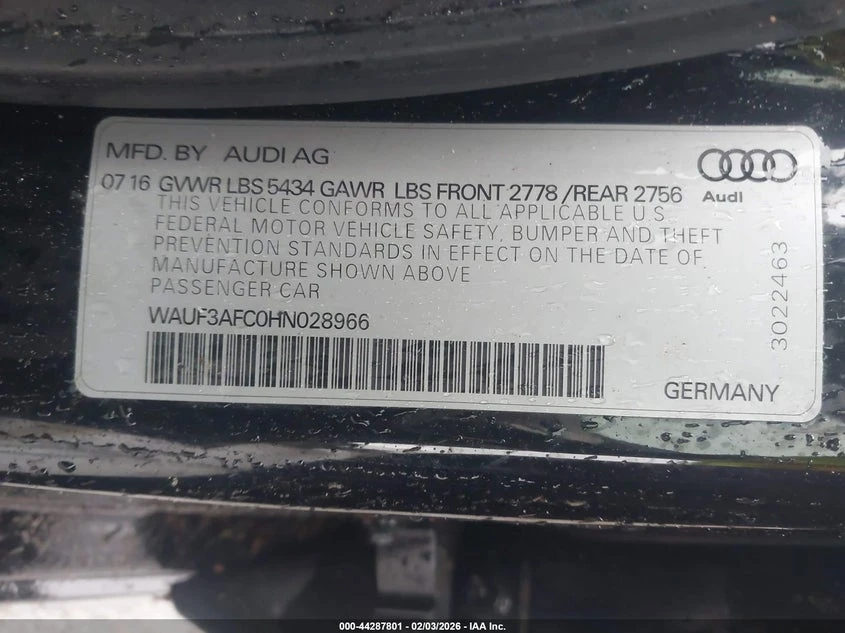 MFD. BY AUDI AG
07 16 GVWR LBS 5434 GAWR LBS FRONT 2778 /REAR 2756
Audi
THIS VEHICLE CONFORMS TO ALL APPLICABLE U.S.
FEDERAL MOTOR VEHICLE SAFETY, BUMPER AND THEFT
PREVENTION STANDARDS IN EFFECT ON THE DATE OF
MANUFACTURE SHOWN ABOVE
PASSENGER CAR
WAUF3AFC0HN028966
3022463
GERMANY
000-44287801 - 02/03/2026 - IAA Inc.